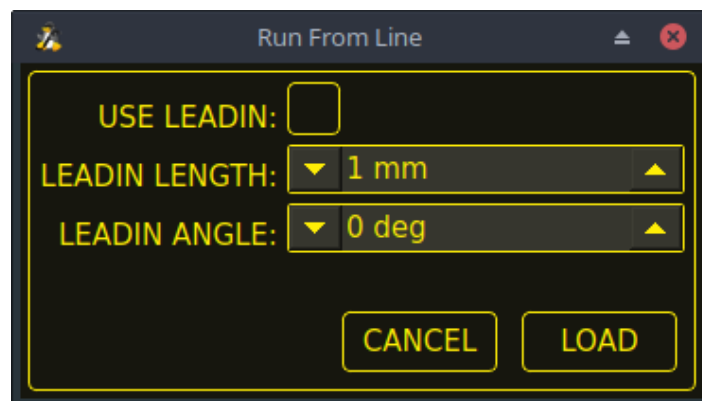 Run From Line
USE LEADIN:
LEADIN LENGTH: 1 mm
LEADIN ANGLE: 0 deg
CANCEL LOAD